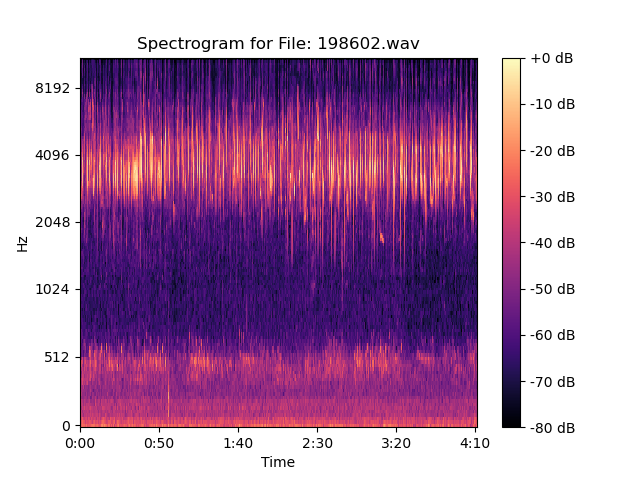 Spectrogram for File: 198602.wav
8192
4096
2048
1024
512
0
Hz
0:00
0:50
1:40
2:30
3:20
4:10
Time
+0 dB
-10 dB
-20 dB
-30 dB
-40 dB
-50 dB
-60 dB
-70 dB
-80 dB